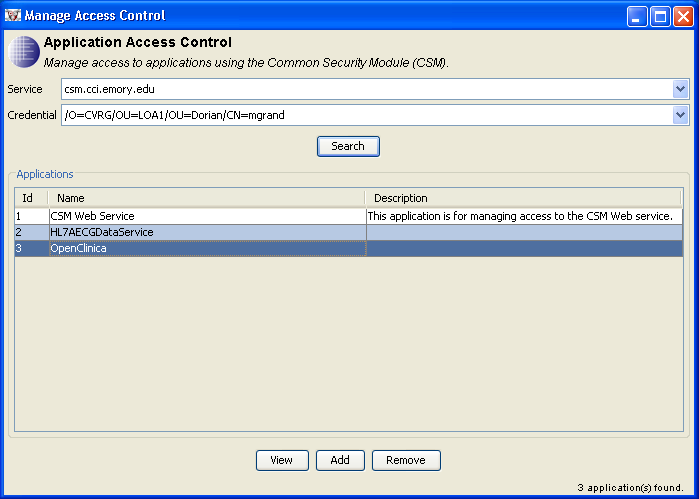 Manage Access Control
Application Access Control
Manage access to applications using the Common Security Module (CSM).
Service csm.cci.emory.edu
Credential /O=CVRG/OU=LOA1/OU=Dorian/CN=mgrand
Search
Applications
Id Name Description
1 CSM Web Service This application is for managing access to the CSM Web service.
2 HL7AECGDataService
3 OpenClinica
View Add Remove
3 application(s) found.